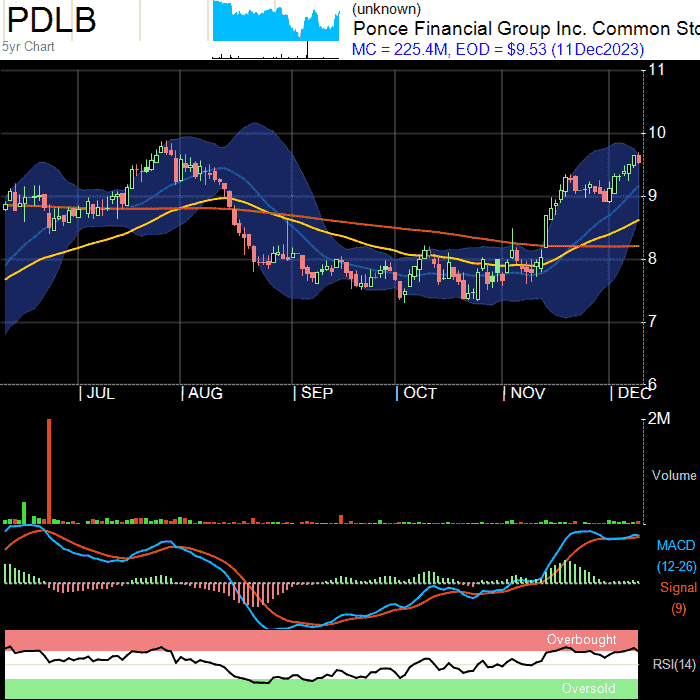 PDLB
5yr Chart
(unknown)
Ponce Financial Group Inc. Common Sto
MC = 225.4M, EOD = $9.53 (11Dec2023)
11
10
9
8
7
6
JUL
AUG
SEP
OCT
NOV
DEC
2M
Volume
MACD
(12-26)
Signal
(9)
Overbought
RSI(14)
Oversold